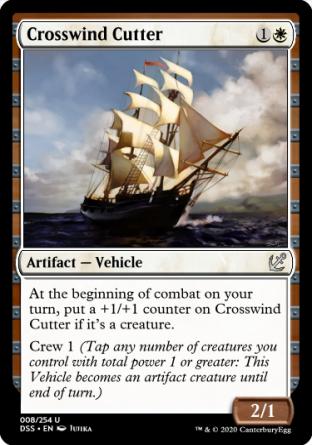 Crosswind Cutter 1
Artifact — Vehicle
At the beginning of combat on your
turn, put a +1/+1 counter on Crosswind
Cutter if it's a creature.
Crew 1 (Tap any number of creatures you
control with total power 1 or greater: This
Vehicle becomes an artifact creature until
end of turn.)
2/1
008/254 U
DSS • EN JUJIKA ™ & © 2020 CanterburyEgg